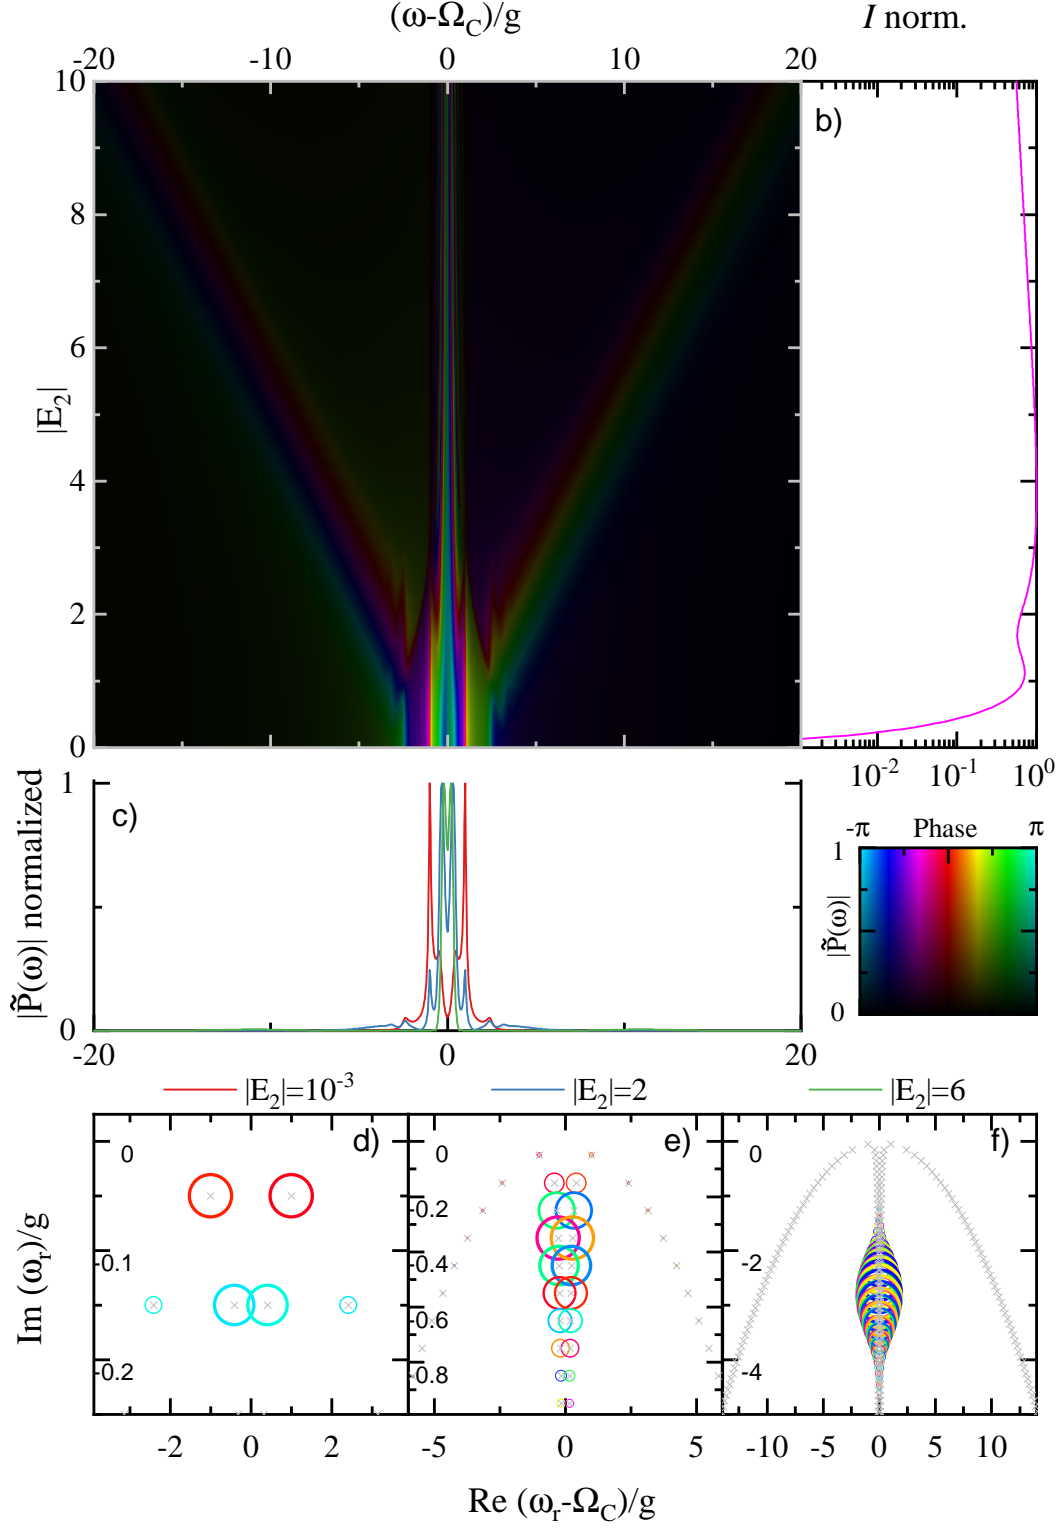 (ω-Ω_C)/g
I norm.
-20 -10 0 10 20
10
8
6
4
2
0
|E_2|
b)
10^-2 10^-1 10^0
c)
1
0
|P̃(ω)| normalized
-20 0 20
-π Phase π
1
0
|P̃(ω)|
|E_2|=10^-3 |E_2|=2 |E_2|=6
d) e) f)
0
-0.1
-0.2
0
-0.2
-0.4
-0.6
-0.8
0
-2
-4
Im (ω_r)/g
-2 0 2
-5 0 5
-10 -5 0 5 10
Re (ω_r-Ω_C)/g